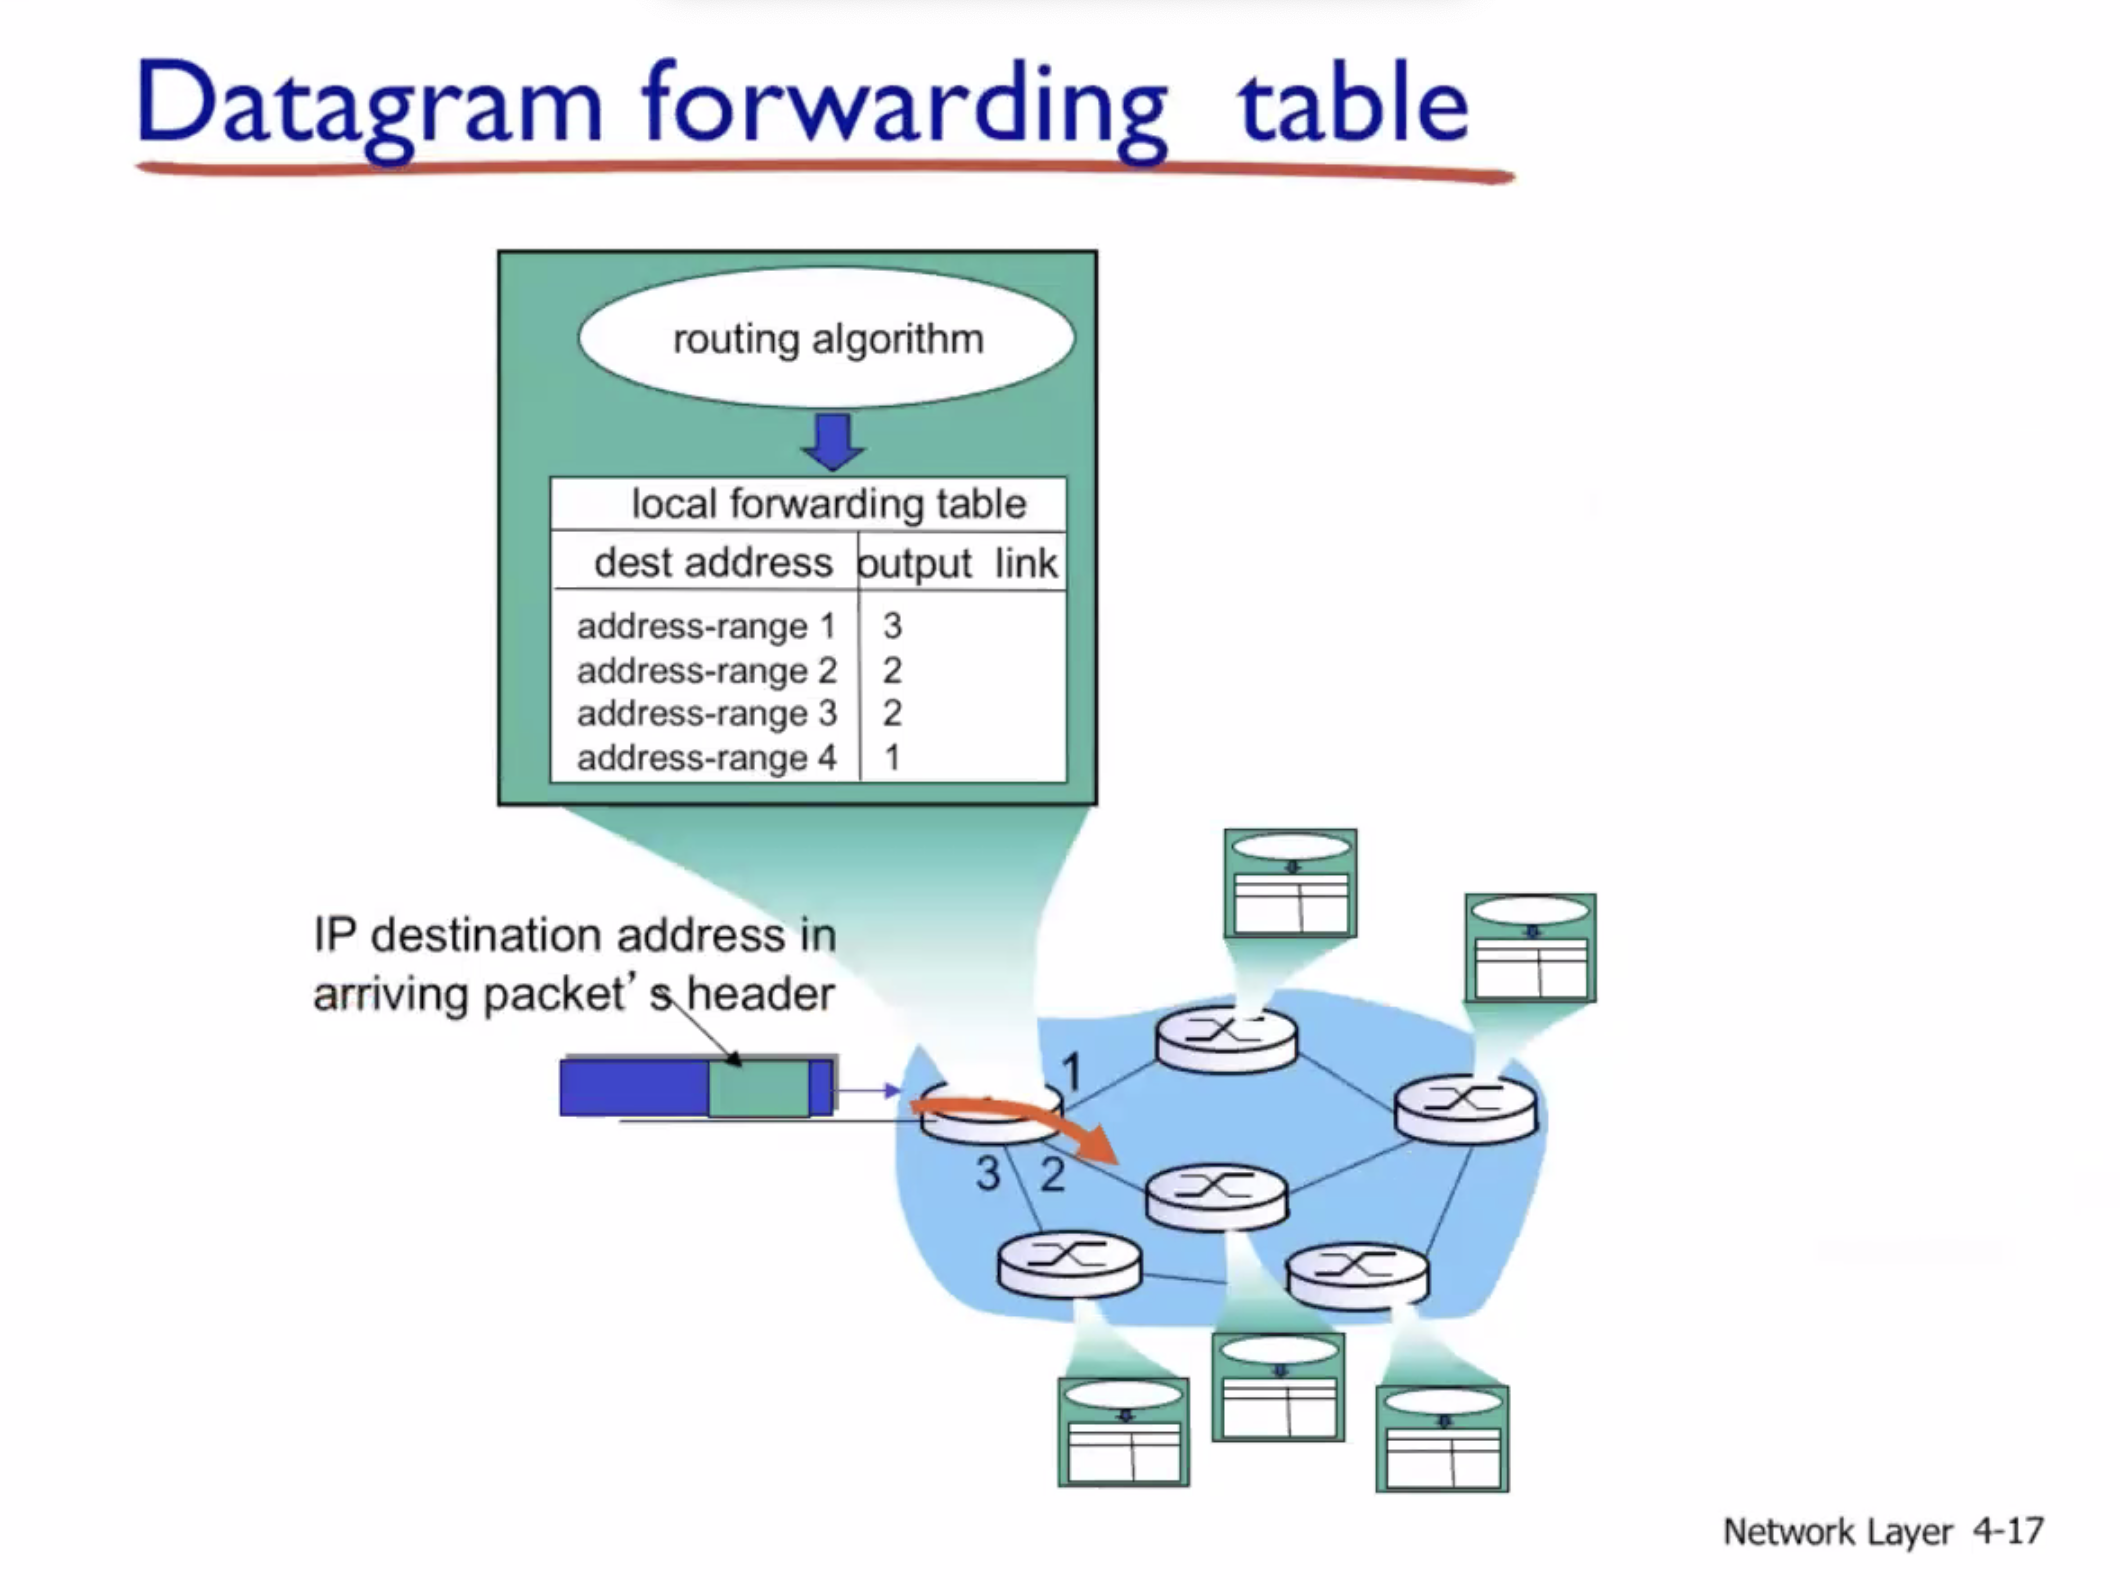 Datagram forwarding table
routing algorithm
local forwarding table
dest address output link
address-range 1 3
address-range 2 2
address-range 3 2
address-range 4 1
IP destination address in
arriving packet’s header
1
3 2
Network Layer 4-17